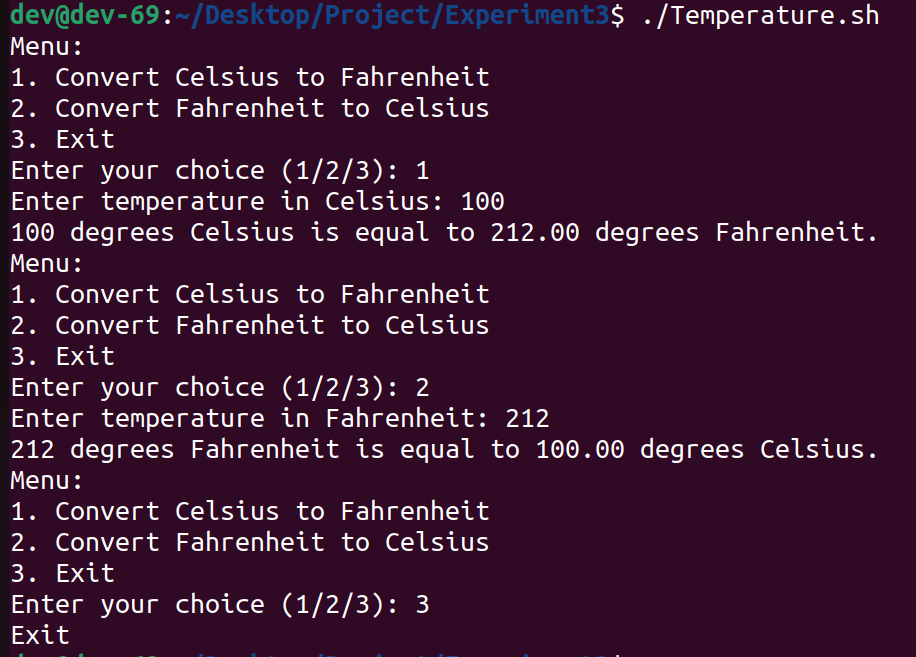 dev@dev-69:~/Desktop/Project/Experiment3$ ./Temperature.sh
Menu:
1. Convert Celsius to Fahrenheit
2. Convert Fahrenheit to Celsius
3. Exit
Enter your choice (1/2/3): 1
Enter temperature in Celsius: 100
100 degrees Celsius is equal to 212.00 degrees Fahrenheit.
Menu:
1. Convert Celsius to Fahrenheit
2. Convert Fahrenheit to Celsius
3. Exit
Enter your choice (1/2/3): 2
Enter temperature in Fahrenheit: 212
212 degrees Fahrenheit is equal to 100.00 degrees Celsius.
Menu:
1. Convert Celsius to Fahrenheit
2. Convert Fahrenheit to Celsius
3. Exit
Enter your choice (1/2/3): 3
Exit